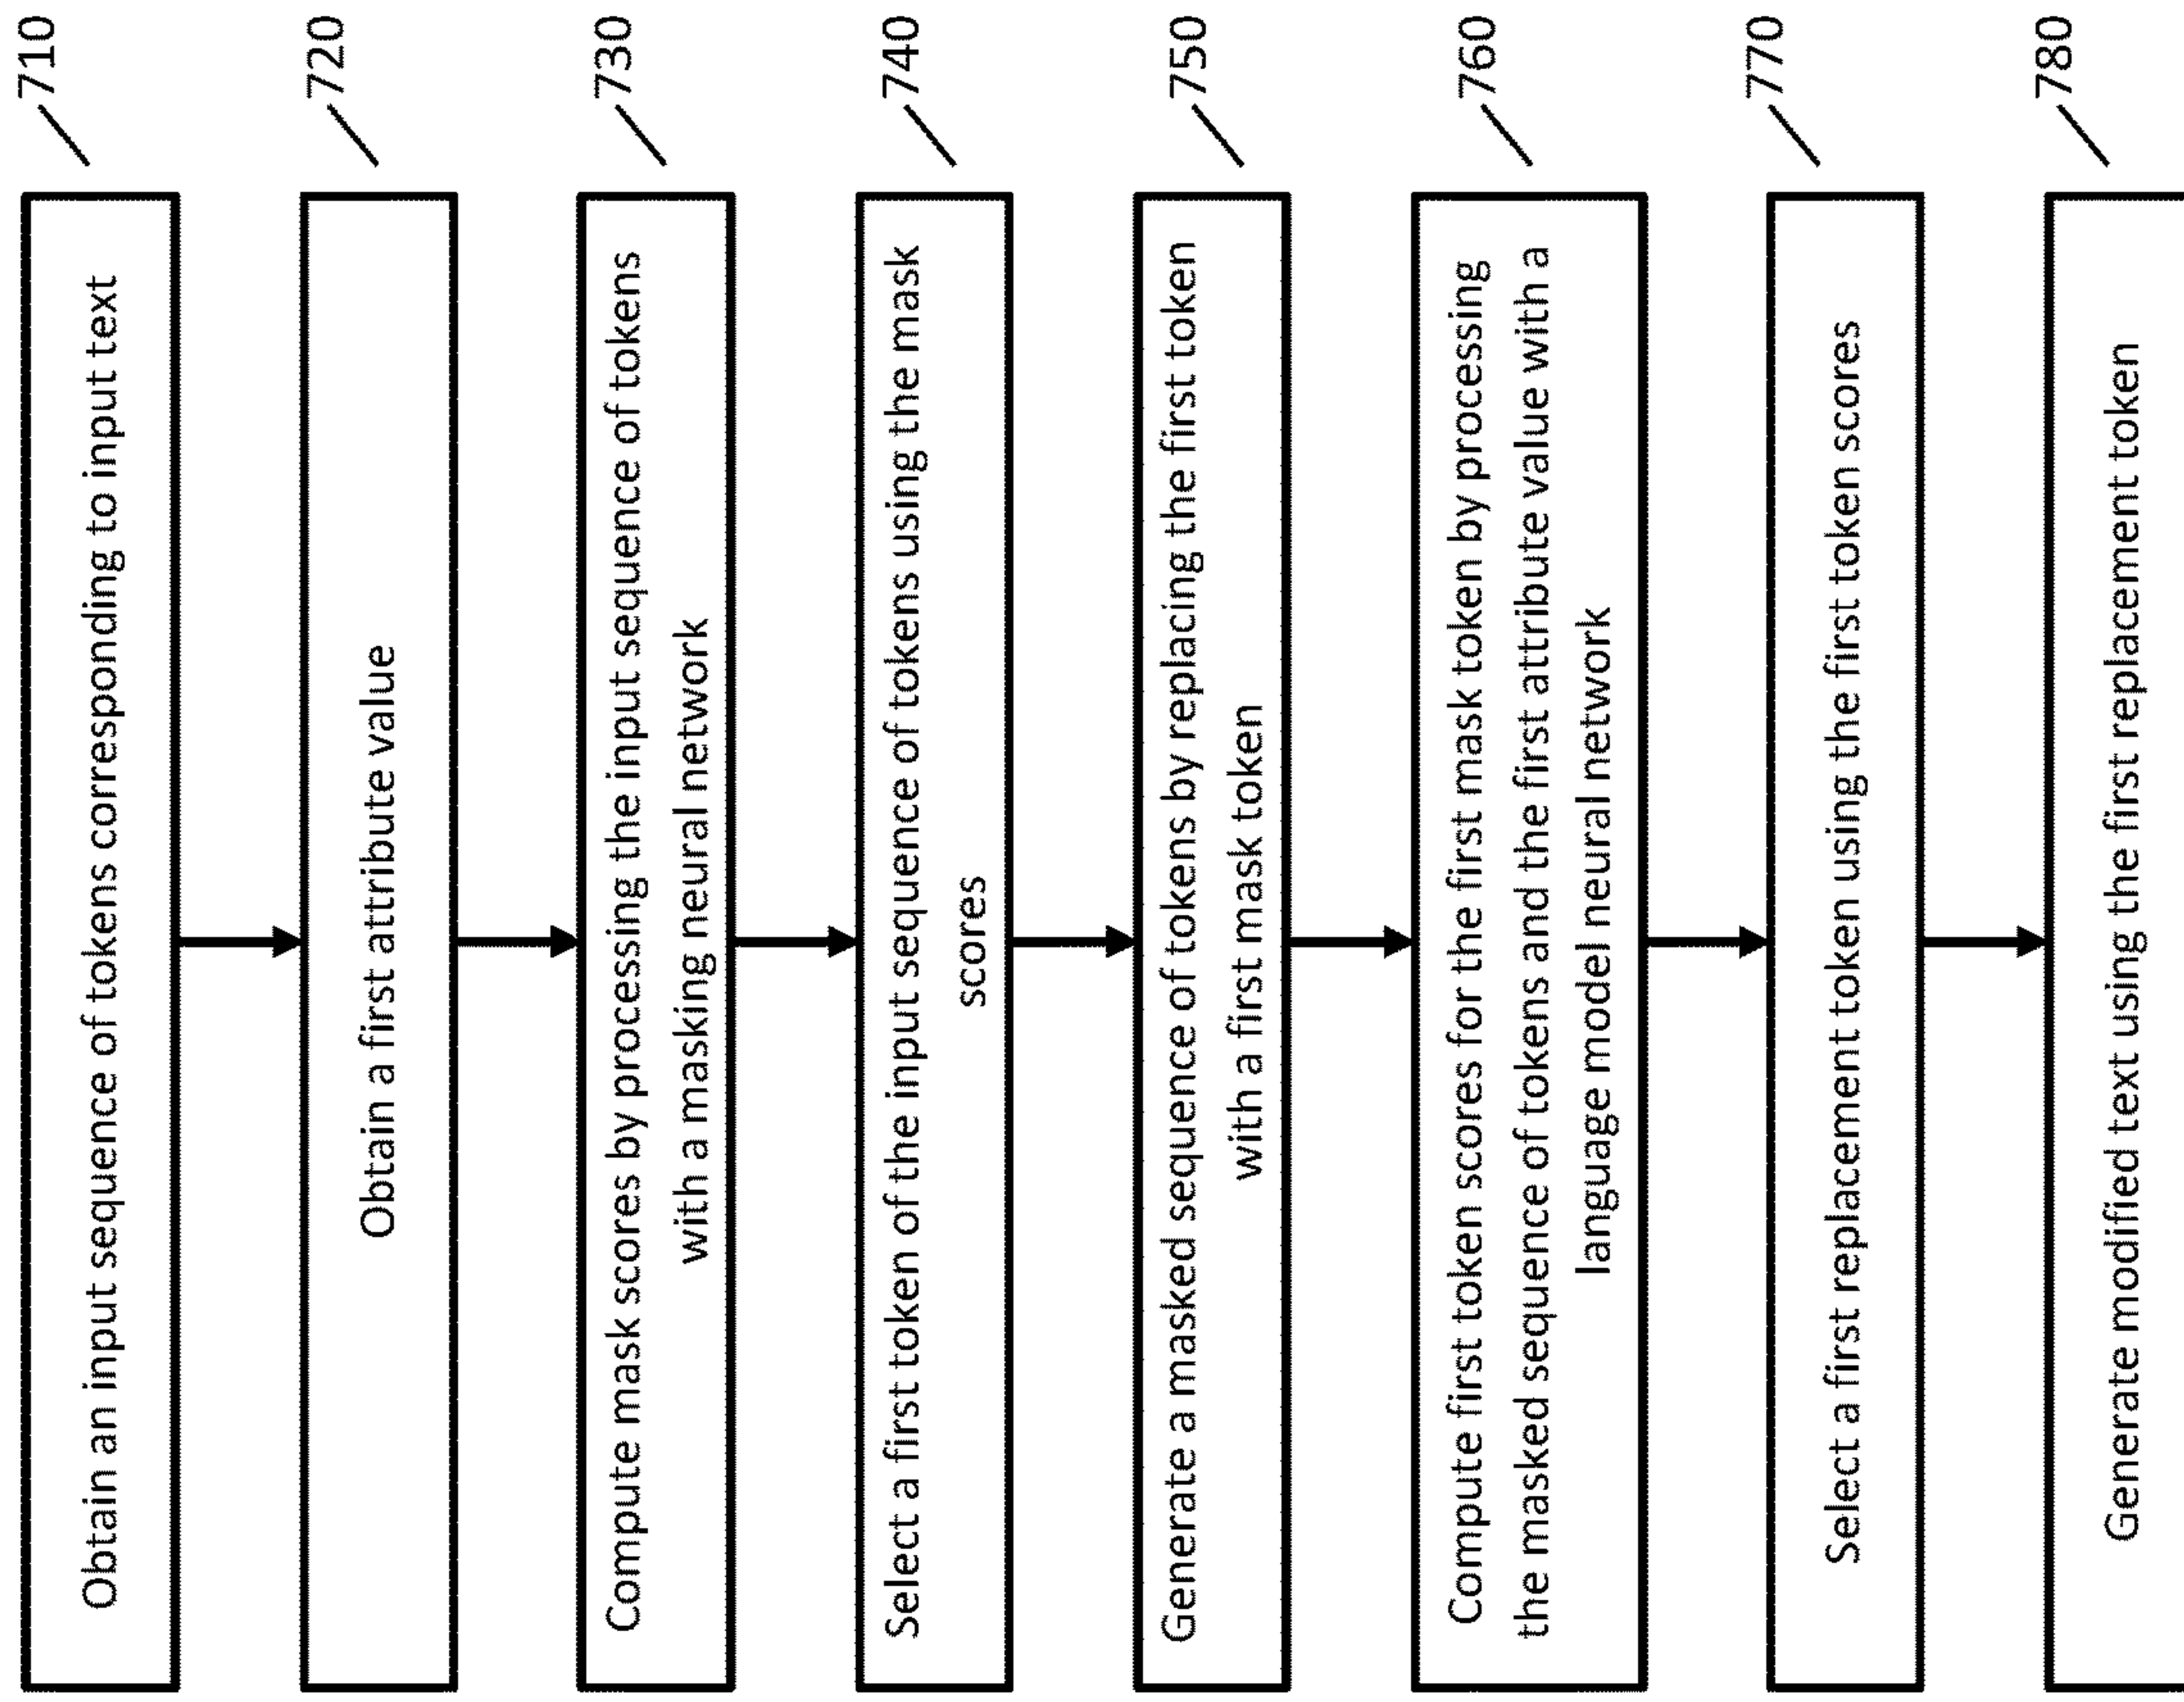 710
Obtain an input sequence of tokens corresponding to input text
720
Obtain a first attribute value
730
Compute mask scores by processing the input sequence of tokens
with a masking neural network
740
Select a first token of the input sequence of tokens using the mask
scores
750
Generate a masked sequence of tokens by replacing the first token
with a first mask token
760
Compute first token scores for the first mask token by processing
the masked sequence of tokens and the first attribute value with a
language model neural network
770
Select a first replacement token using the first token scores
780
Generate modified text using the first replacement token